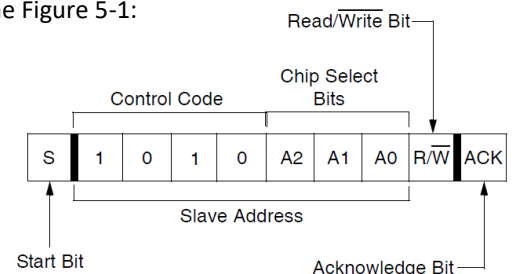 ne Figure 5-1:
Read/Write Bit
Chip Select
Control Code Bits
S 1 0 1 0 A2 A1 A0 R/W ACK
Slave Address
Start Bit
Acknowledge Bit